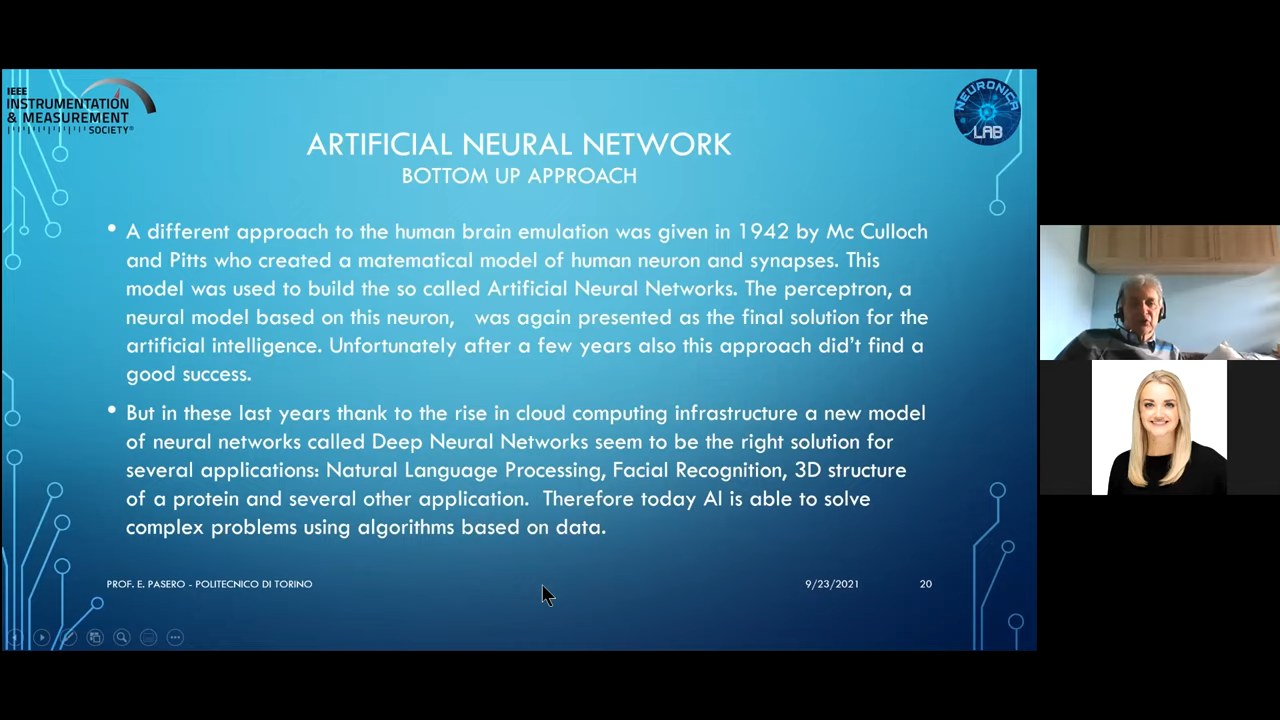 IEEE
INSTRUMENTATION
& MEASUREMENT
SOCIETY®
NEURONICA
LAB
ARTIFICIAL NEURAL NETWORK
BOTTOM UP APPROACH
• A different approach to the human brain emulation was given in 1942 by Mc Culloch
and Pitts who created a matematical model of human neuron and synapses. This
model was used to build the so called Artificial Neural Networks. The perceptron, a
neural model based on this neuron, was again presented as the final solution for the
artificial intelligence. Unfortunately after a few years also this approach did't find a
good success.
• But in these last years thank to the rise in cloud computing infrastructure a new model
of neural networks called Deep Neural Networks seem to be the right solution for
several applications: Natural Language Processing, Facial Recognition, 3D structure
of a protein and several other application. Therefore today AI is able to solve
complex problems using algorithms based on data.
PROF. E. PASERO - POLITECNICO DI TORINO
9/23/2021
20